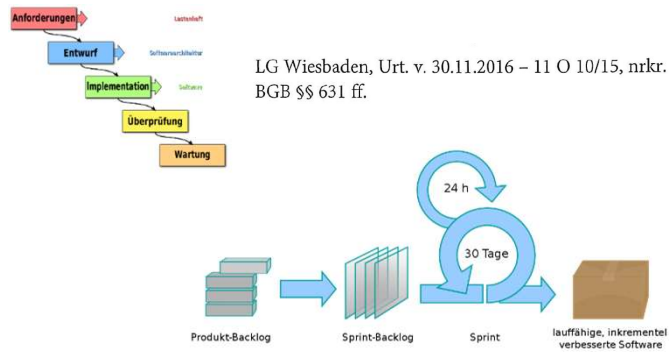 Anforderungen
Lastenheft
Entwurf
Softwarearchitektur
Implementation
Software
Überprüfung
Wartung
LG Wiesbaden, Urt. v. 30.11.2016 – 11 O 10/15, nrkr.
BGB §§ 631 ff.
24 h
30 Tage
Produkt-Backlog
Sprint-Backlog
Sprint
lauffähige, inkrementel
verbesserte Software